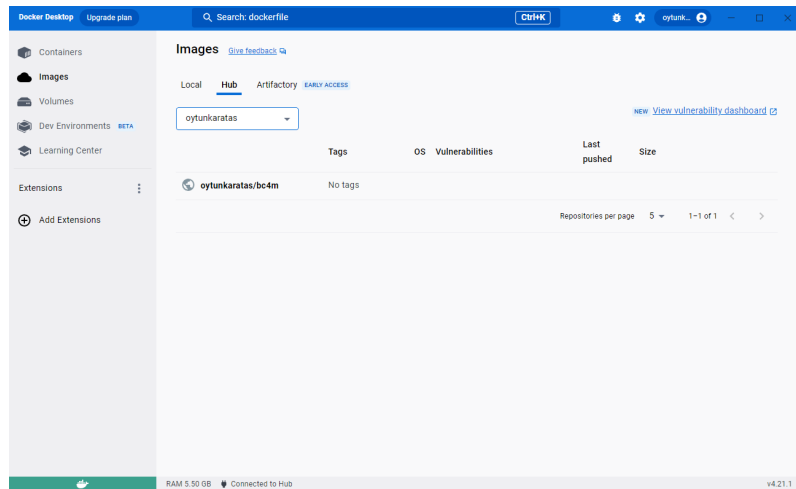 Docker Desktop Upgrade plan Search: dockerfile Ctrl+K oytunk...
Containers
Images
Volumes
Dev Environments BETA
Learning Center
Extensions
Add Extensions
Images Give feedback
Local Hub Artifactory EARLY ACCESS
oytunkaratas
NEW View vulnerability dashboard
Tags OS Vulnerabilities Last pushed Size
oytunkaratas/bc4m No tags
Repositories per page 5 1–1 of 1
RAM 5.50 GB Connected to Hub v4.21.1